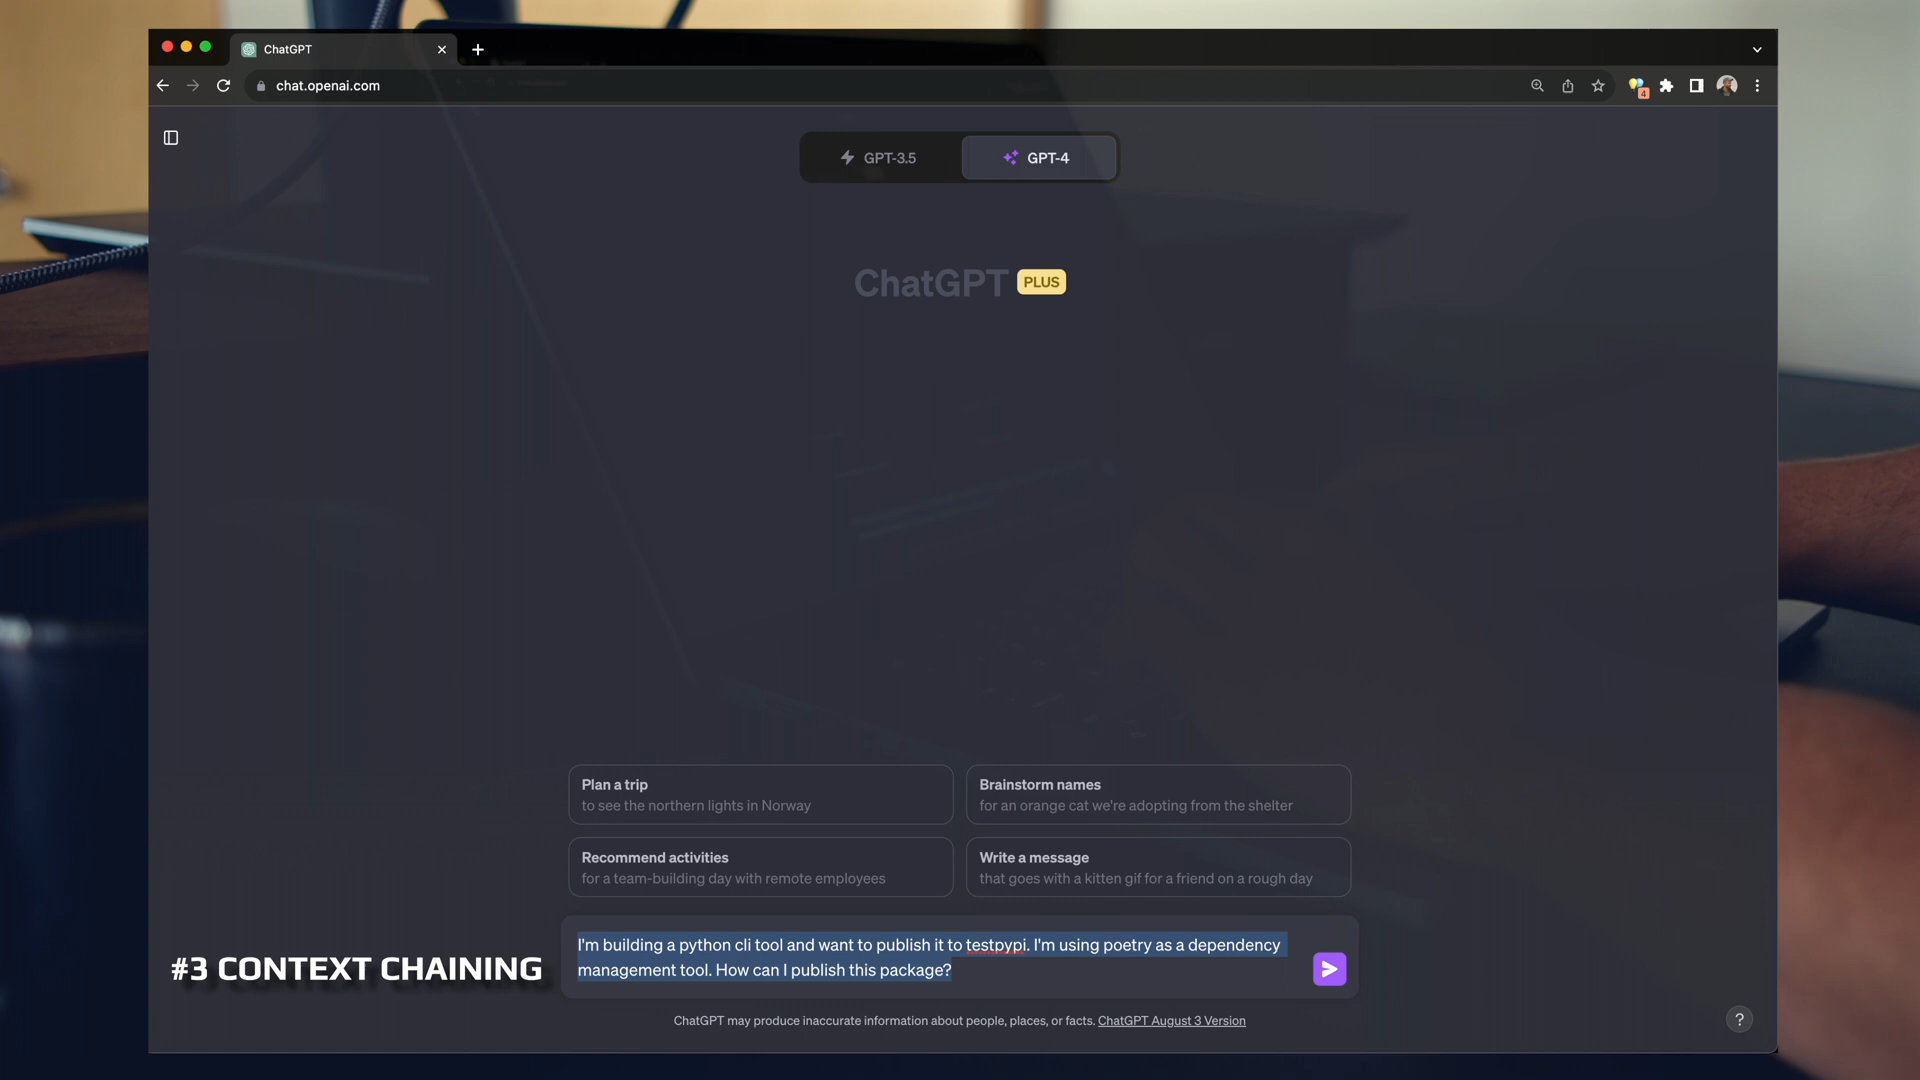 ChatGPT
chat.openai.com
4
GPT-3.5
GPT-4
ChatGPT PLUS
Plan a trip
to see the northern lights in Norway
Brainstorm names
for an orange cat we're adopting from the shelter
Recommend activities
for a team-building day with remote employees
Write a message
that goes with a kitten gif for a friend on a rough day
I'm building a python cli tool and want to publish it to testpypi. I'm using poetry as a dependency
management tool. How can I publish this package?
#3 CONTEXT CHAINING
ChatGPT may produce inaccurate information about people, places, or facts. ChatGPT August 3 Version
?